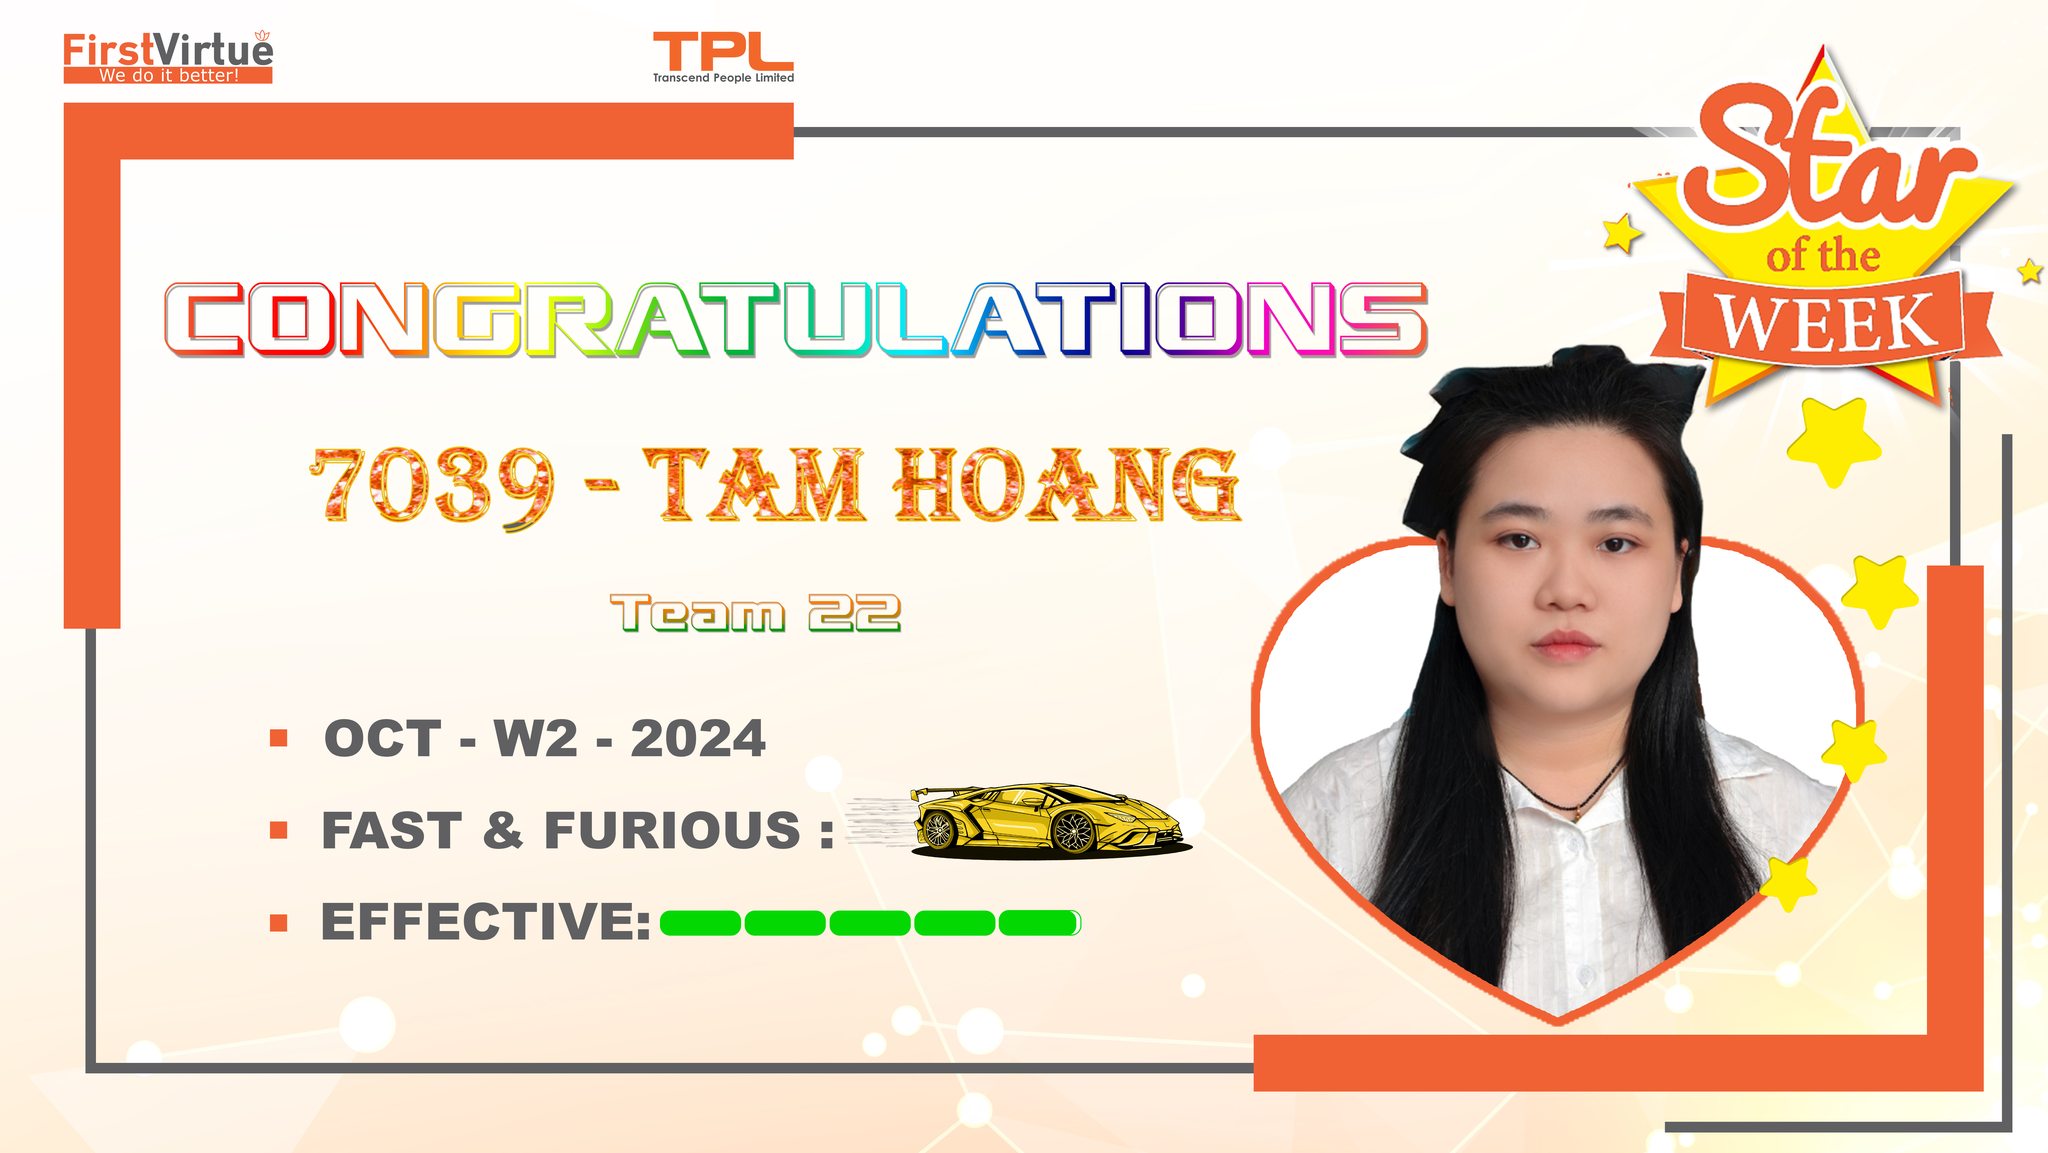 FirstVirtue
We do it better!
TPL
Transcend People Limited
Star
of the
WEEK
CONGRATULATIONS
7039 - TAM HOANG
Team 22
OCT - W2 - 2024
FAST & FURIOUS :
EFFECTIVE: